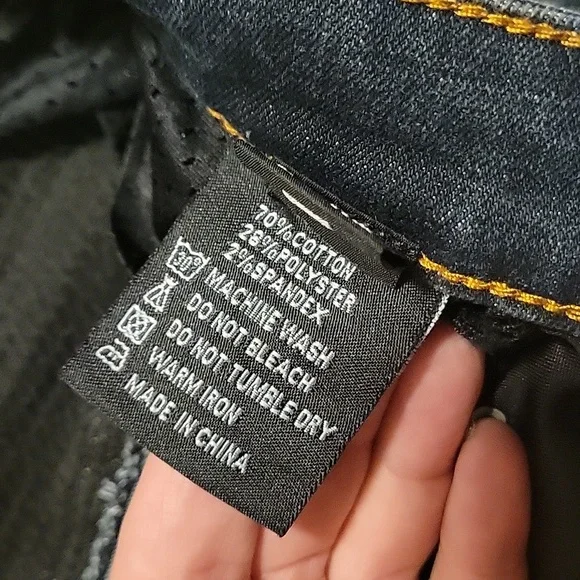 70%COTTON
28%POLYSTER
2%SPANDEX
30° MACHINE WASH
DO NOT BLEACH
DO NOT TUMBLE DRY
WARM IRON
MADE IN CHINA